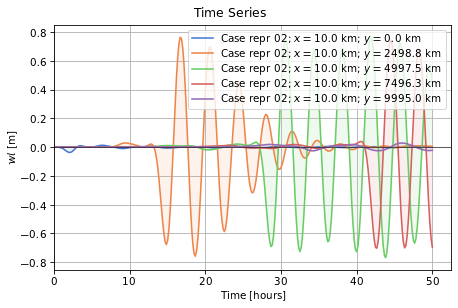 Time Series
Case repr 02; x = 10.0 km; y = 0.0 km
Case repr 02; x = 10.0 km; y = 2498.8 km
Case repr 02; x = 10.0 km; y = 4997.5 km
Case repr 02; x = 10.0 km; y = 7496.3 km
Case repr 02; x = 10.0 km; y = 9995.0 km
wl [m]
0.8
0.6
0.4
0.2
0.0
−0.2
−0.4
−0.6
−0.8
0 10 20 30 40 50
Time [hours]